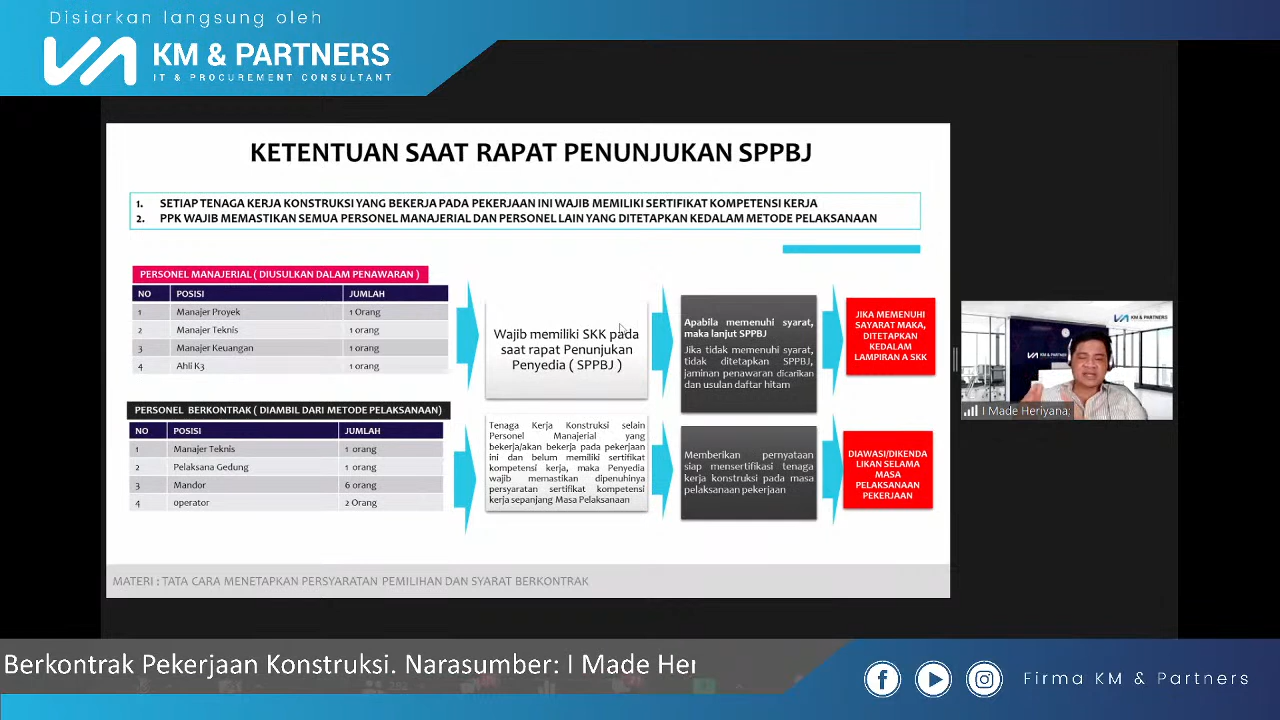 Disiarkan langsung oleh
KM & PARTNERS
IT & PROCUREMENT CONSULTANT
KETENTUAN SAAT RAPAT PENUNJUKAN SPPBJ
1. SETIAP TENAGA KERJA KONSTRUKSI YANG BEKERJA PADA PEKERJAAN INI WAJIB MEMILIKI SERTIFIKAT KOMPETENSI KERJA
2. PPK WAJIB MEMASTIKAN SEMUA PERSONEL MANAJERIAL DAN PERSONEL LAIN YANG DITETAPKAN KEDALAM METODE PELAKSANAAN
PERSONEL MANAJERIAL ( DIUSULKAN DALAM PENAWARAN )
NO POSISI JUMLAH
1 Manajer Proyek 1 Orang
2 Manajer Teknis 1 orang
3 Manajer Keuangan 1 orang
4 Ahli K3 1 orang
Wajib memiliki SKK pada
saat rapat Penunjukan
Penyedia ( SPPBJ )
Apabila memenuhi syarat,
maka lanjut SPPBJ
Jika tidak memenuhi syarat,
tidak ditetapkan SPPBJ,
jaminan penawaran dicarikan
dan usulan daftar hitam
JIKA MEMENUHI
SAYARAT MAKA,
DITETAPKAN
KEDALAM
LAMPIRAN A SKK
PERSONEL BERKONTRAK ( DIAMBIL DARI METODE PELAKSANAAN)
NO POSISI JUMLAH
1 Manajer Teknis 1 orang
2 Pelaksana Gedung 1 orang
3 Mandor 6 orang
4 operator 2 Orang
Tenaga Kerja Konstruksi selain
Personel Manajerial yang
bekerja/akan bekerja pada pekerjaan
ini dan belum memiliki sertifikat
kompetensi kerja, maka Penyedia
wajib memastikan dipenuhinya
persyaratan sertifikat kompetensi
kerja sepanjang Masa Pelaksanaan
Memberikan pernyataan
siap mensertifikasi tenaga
kerja konstruksi pada masa
pelaksanaan pekerjaan
DIAWASI/DIKENDA
LIKAN SELAMA
MASA
PELAKSANAAN
PEKERJAAN
MATERI : TATA CARA MENETAPKAN PERSYARATAN PEMILIHAN DAN SYARAT BERKONTRAK
KM & PARTNERS
KM & PARTNERS
I Made Heriyana:
Berkontrak Pekerjaan Konstruksi. Narasumber: I Made Her
Firma KM & Partners